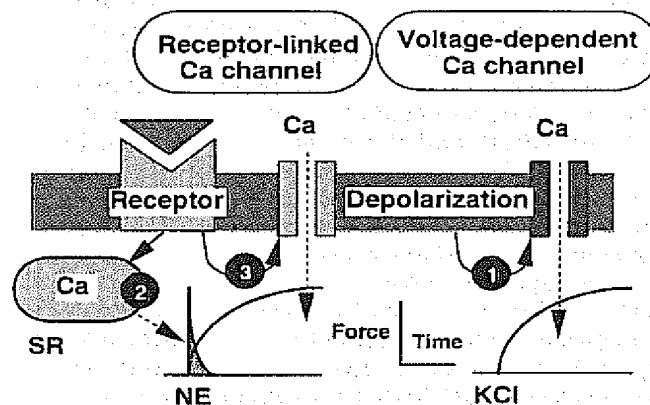 Receptor-linked
Ca channel
Voltage-dependent
Ca channel
Ca
Ca
Receptor
Depolarization
Ca
2
3
1
SR
Force
Time
NE
KCl